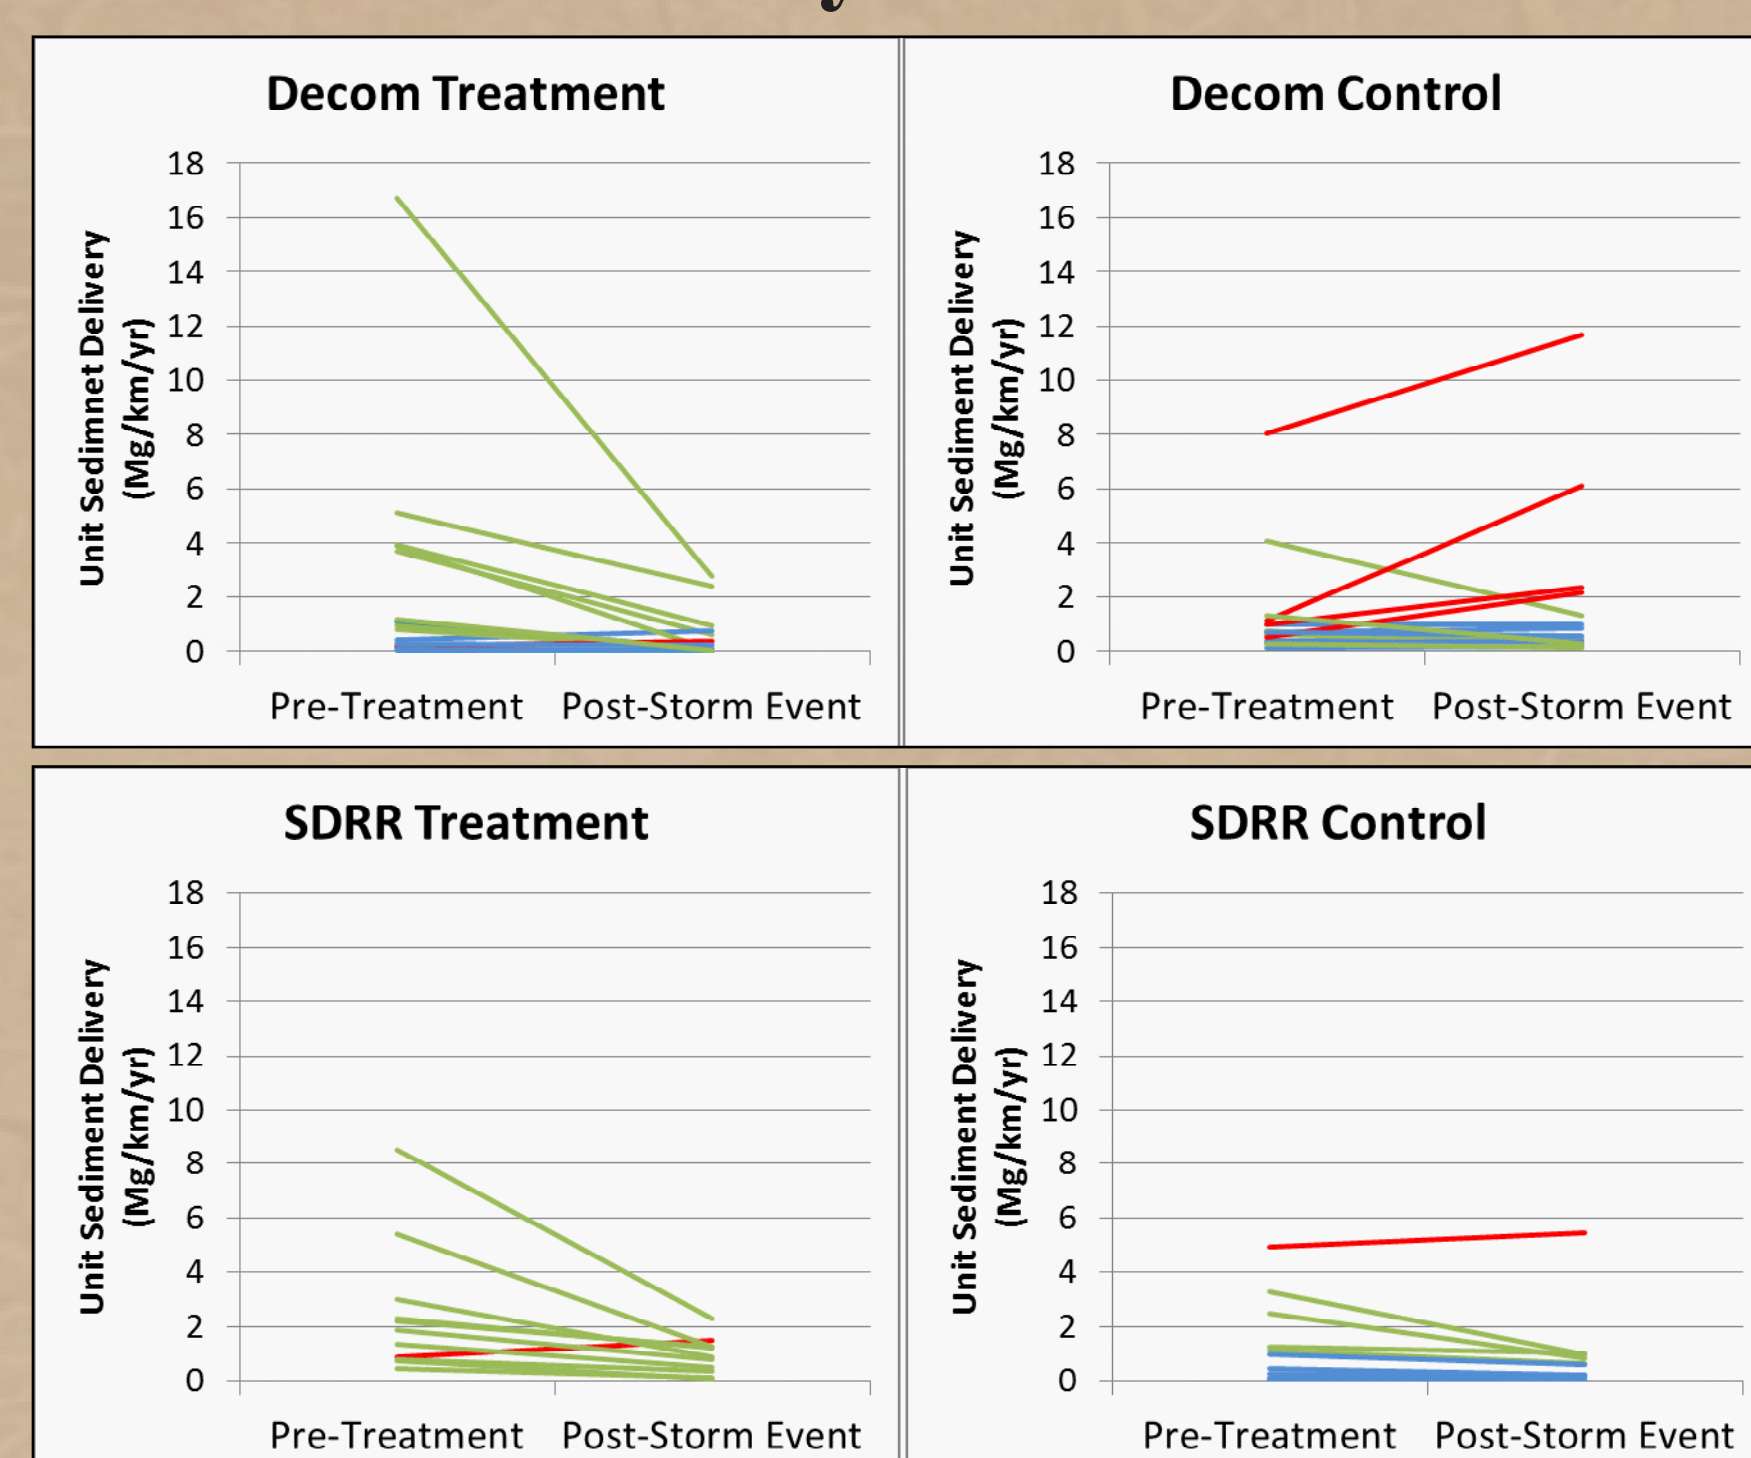 Decom Treatment
18
16
14
12
10
8
6
4
2
0
Unit Sedimnet Delivery
(Mg/km/yr)
Pre-Treatment Post-Storm Event
Decom Control
18
16
14
12
10
8
6
4
2
0
Unit Sediment Delivery
(Mg/km/yr)
Pre-Treatment Post-Storm Event
SDRR Treatment
18
16
14
12
10
8
6
4
2
0
Unit Sediment Delivery
(Mg/km/yr)
Pre-Treatment Post-Storm Event
SDRR Control
18
16
14
12
10
8
6
4
2
0
Unit Sediment Delivery
(Mg/km/yr)
Pre-Treatment Post-Storm Event